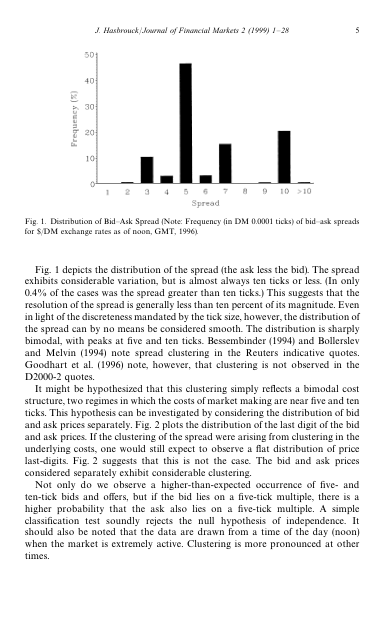 J. Hasbrouck/Journal of Financial Markets 2 (1999) 1–28 5
50
40
30
20
10
0
Frequency (%)
1 2 3 4 5 6 7 8 9 10 >10
Spread
Fig. 1. Distribution of Bid–Ask Spread (Note: Frequency (in DM 0.0001 ticks) of bid–ask spreads
for $/DM exchange rates as of noon, GMT, 1996).
Fig. 1 depicts the distribution of the spread (the ask less the bid). The spread
exhibits considerable variation, but is almost always ten ticks or less. (In only
0.4% of the cases was the spread greater than ten ticks.) This suggests that the
resolution of the spread is generally less than ten percent of its magnitude. Even
in light of the discreteness mandated by the tick size, however, the distribution of
the spread can by no means be considered smooth. The distribution is sharply
bimodal, with peaks at five and ten ticks. Bessembinder (1994) and Bollerslev
and Melvin (1994) note spread clustering in the Reuters indicative quotes.
Goodhart et al. (1996) note, however, that clustering is not observed in the
D2000-2 quotes.
It might be hypothesized that this clustering simply reflects a bimodal cost
structure, two regimes in which the costs of market making are near five and ten
ticks. This hypothesis can be investigated by considering the distribution of bid
and ask prices separately. Fig. 2 plots the distribution of the last digit of the bid
and ask prices. If the clustering of the spread were arising from clustering in the
underlying costs, one would still expect to observe a flat distribution of price
last-digits. Fig. 2 suggests that this is not the case. The bid and ask prices
considered separately exhibit considerable clustering.
Not only do we observe a higher-than-expected occurrence of five- and
ten-tick bids and offers, but if the bid lies on a five-tick multiple, there is a
higher probability that the ask also lies on a five-tick multiple. A simple
classification test soundly rejects the null hypothesis of independence. It
should also be noted that the data are drawn from a time of the day (noon)
when the market is extremely active. Clustering is more pronounced at other
times.